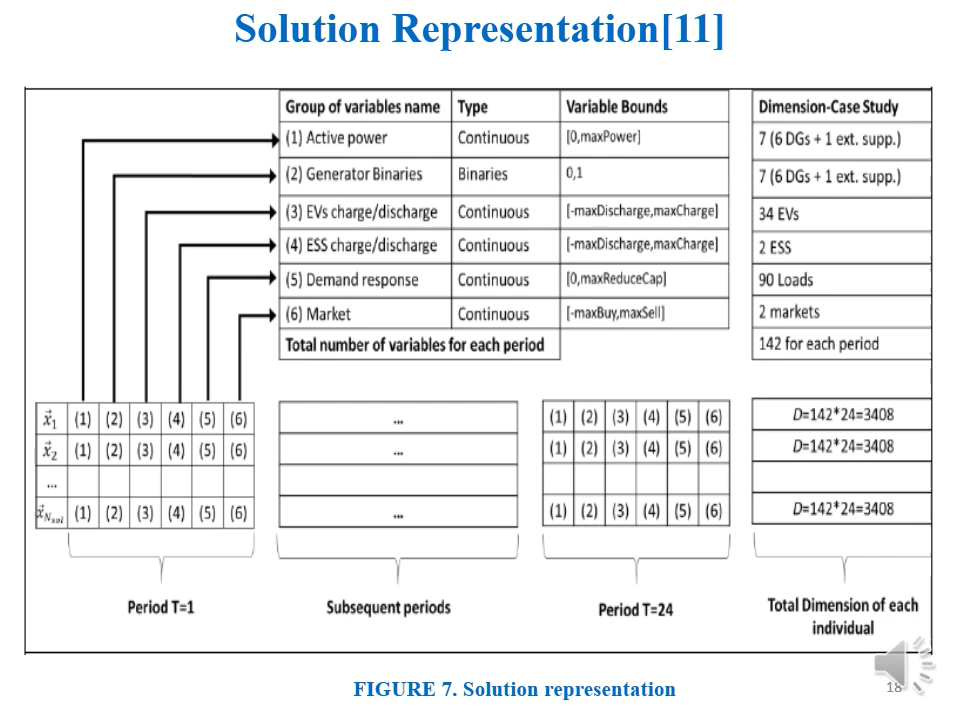 Solution Representation[11]
Group of variables name Type Variable Bounds Dimension-Case Study
(1) Active power Continuous [0,maxPower] 7 (6 DGs + 1 ext. supp.)
(2) Generator Binaries Binaries 0,1 7 (6 DGs + 1 ext. supp.)
(3) EVs charge/discharge Continuous [-maxDischarge,maxCharge] 34 EVs
(4) ESS charge/discharge Continuous [-maxDischarge,maxCharge] 2 ESS
(5) Demand response Continuous [0,maxReduceCap] 90 Loads
(6) Market Continuous [-maxBuy,maxSell] 2 markets
Total number of variables for each period 142 for each period
x⃗1 (1) (2) (3) (4) (5) (6) ... (1) (2) (3) (4) (5) (6) D=142*24=3408
x⃗2 (1) (2) (3) (4) (5) (6) ... (1) (2) (3) (4) (5) (6) D=142*24=3408
...
x⃗Nsol (1) (2) (3) (4) (5) (6) ... (1) (2) (3) (4) (5) (6) D=142*24=3408
Period T=1 Subsequent periods Period T=24 Total Dimension of each
individual
FIGURE 7. Solution representation
18